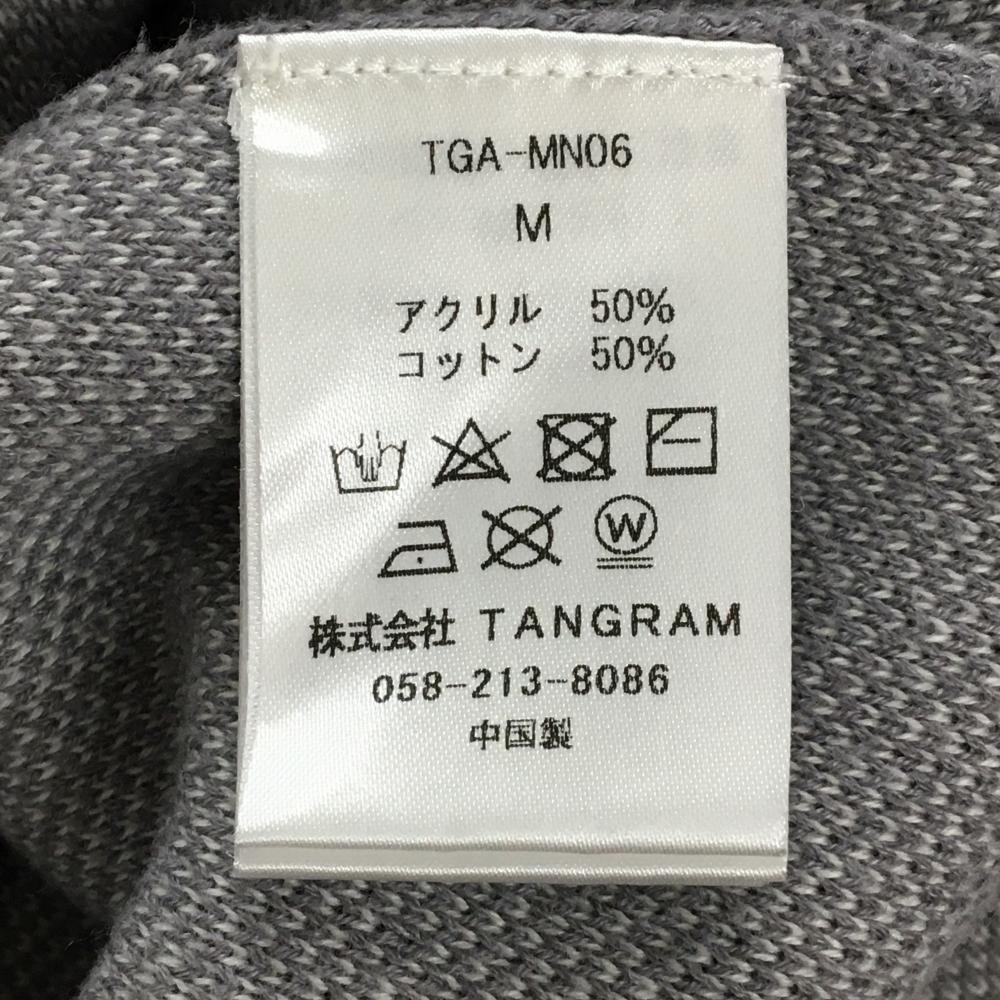 TGA-MN06
M
アクリル 50%
コットン 50%
W
株式会社 TANGRAM
058-213-8086
中国製